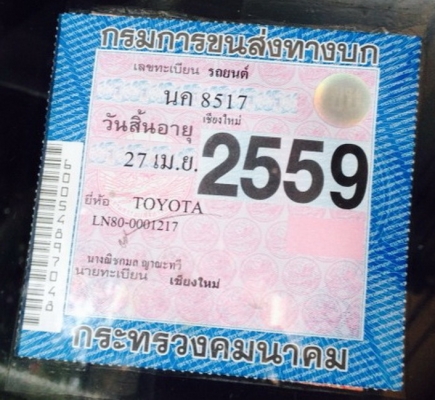 กรมการขนส่งทางบก
เลขทะเบียน รถยนต์
นค 8517
เชียงใหม่
วันสิ้นอายุ
27 เม.ย. 2559
ยี่ห้อ TOYOTA
LN80-0001217
นายทะเบียน เชียงใหม่
กระทรวงคมนาคม